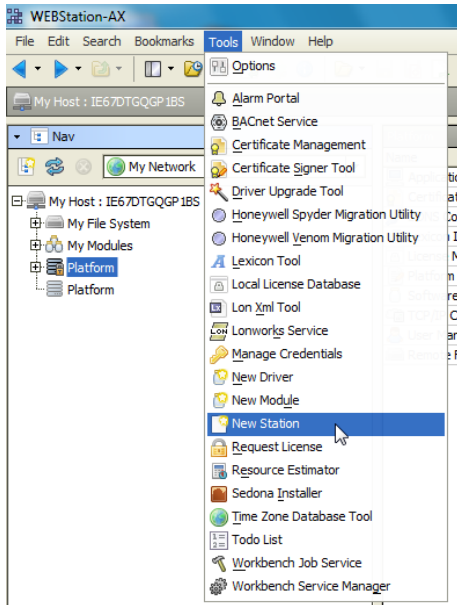 WEBStation-AX
File Edit Search Bookmarks Tools Window Help
My Host : IE67DTGQGP1BS
Nav
My Network
My Host : IE67DTGQGP1BS
My File System
My Modules
Platform
Platform
Options
Alarm Portal
BACnet Service
Certificate Management
Certificate Signer Tool
Driver Upgrade Tool
Honeywell Spyder Migration Utility
Honeywell Venom Migration Utility
Lexicon Tool
Local License Database
Lon Xml Tool
Lonworks Service
Manage Credentials
New Driver
New Module
New Station
Request License
Resource Estimator
Sedona Installer
Time Zone Database Tool
Todo List
Workbench Job Service
Workbench Service Manager